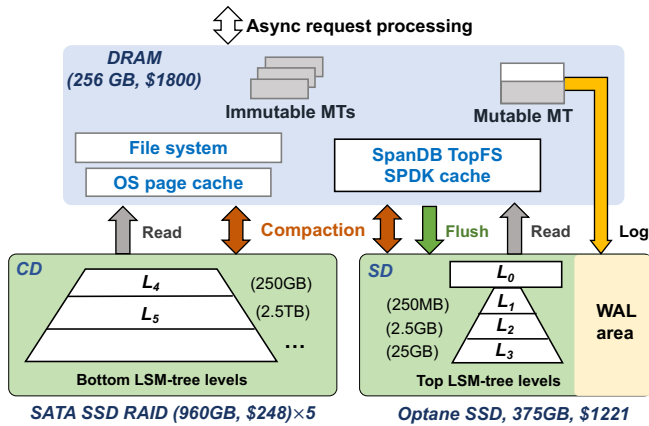 Async request processing
DRAM
(256 GB, $1800)
Immutable MTs
Mutable MT
File system
OS page cache
SpanDB TopFS
SPDK cache
Read
Compaction
Flush
Read
Log
CD
L4
(250GB)
L5
(2.5TB)
...
Bottom LSM-tree levels
SD
L0
(250MB)
L1
(2.5GB)
L2
(25GB)
L3
Top LSM-tree levels
WAL
area
SATA SSD RAID (960GB, $248)×5
Optane SSD, 375GB, $1221